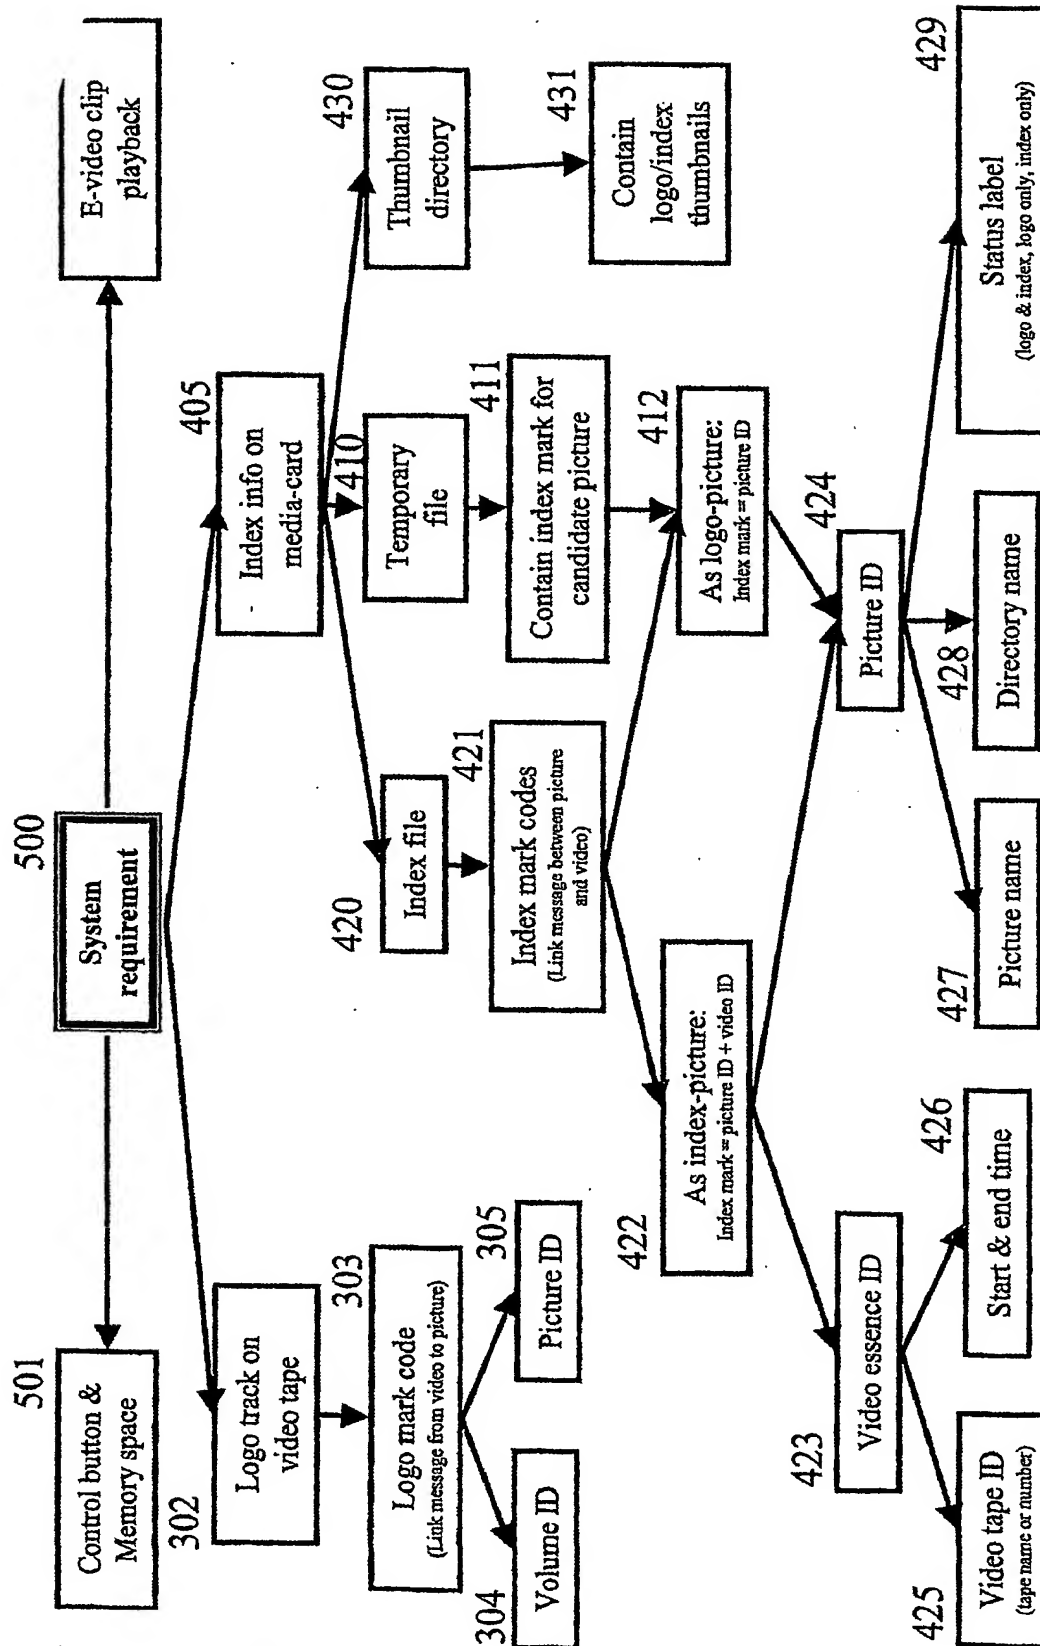 500
System
requirement
501
Control button &
Memory space
E-video clip
playback
302
Logo track on
video tape
405
Index info on
media-card
303
Logo mark code
(Link message from video to picture)
304
Volume ID
305
Picture ID
420
Index file
410
Temporary
file
430
Thumbnail
directory
421
Index mark codes
(Link message between picture
and video)
411
Contain index mark for
candidate picture
431
Contain
logo/index
thumbnails
422
As index-picture:
Index mark = picture ID + video ID
412
As logo-picture:
Index mark = picture ID
423
Video essence ID
424
Picture ID
425
Video tape ID
(tape name or number)
426
Start & end time
427
Picture name
428
Directory name
429
Status label
(logo & index, logo only, index only)